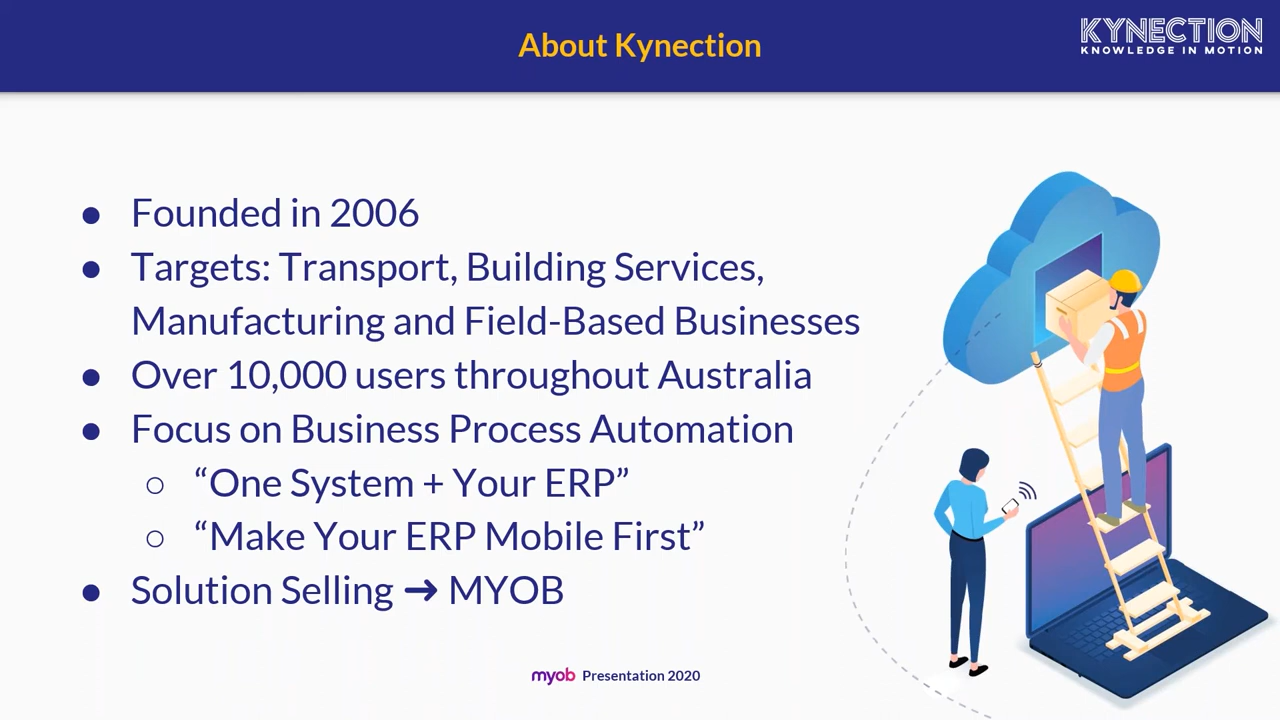 About Kynection
KYNECTION
KNOWLEDGE IN MOTION
● Founded in 2006
● Targets: Transport, Building Services,
Manufacturing and Field-Based Businesses
● Over 10,000 users throughout Australia
● Focus on Business Process Automation
○ “One System + Your ERP”
○ “Make Your ERP Mobile First”
● Solution Selling ➜ MYOB
myob Presentation 2020